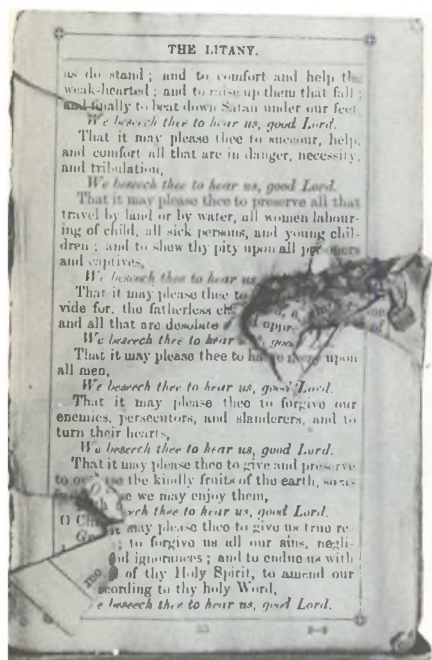 THE LITANY.
as do stand; and to comfort and help the
weak-hearted; and to raise up them that fall;
and finally to beat down Satan under our feet.
We beseech thee to hear us, good Lord.
That it may please thee to succour, help,
and comfort all that are in danger, necessity,
and tribulation,
We beseech thee to hear us, good Lord.
That it may please thee to preserve all that
travel by land or by water, all women labour-
ing of child, all sick persons, and young chil-
dren; and to shew thy pity upon all prisoners
and captives,
We beseech thee to hear us,
That it may please thee to
vide for, the fatherless
and all that are desolate
We beseech thee to hear
That it may please thee to have mercy upon
all men,
We beseech thee to hear us, good Lord.
That it may please thee to forgive our
enemies, persecutors, and slanderers, and to
turn their hearts,
We beseech thee to hear us, good Lord.
That it may please thee to give and preserve
to the kindly fruits of the earth, so as
we may enjoy them,
thee to hear us, good Lord.
may please thee to give us true re-
; to forgive us all our sins, negli-
and ignorances; and to endue us with
of thy Holy Spirit, to amend our
according to thy holy Word,
beseech thee to hear us, good Lord.